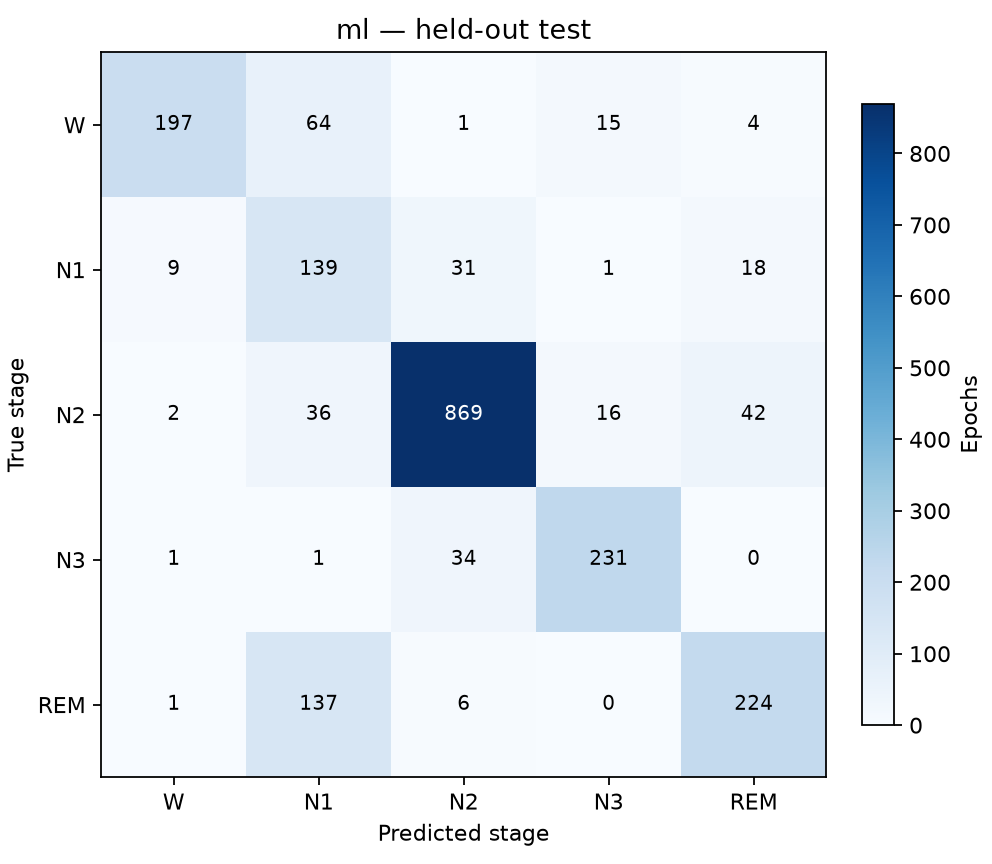 ml — held-out test
W 197 64 1 15 4
N1 9 139 31 1 18
N2 2 36 869 16 42
N3 1 1 34 231 0
REM 1 137 6 0 224
W N1 N2 N3 REM
Predicted stage
True stage
800
700
600
500
400
300
200
100
0
Epochs